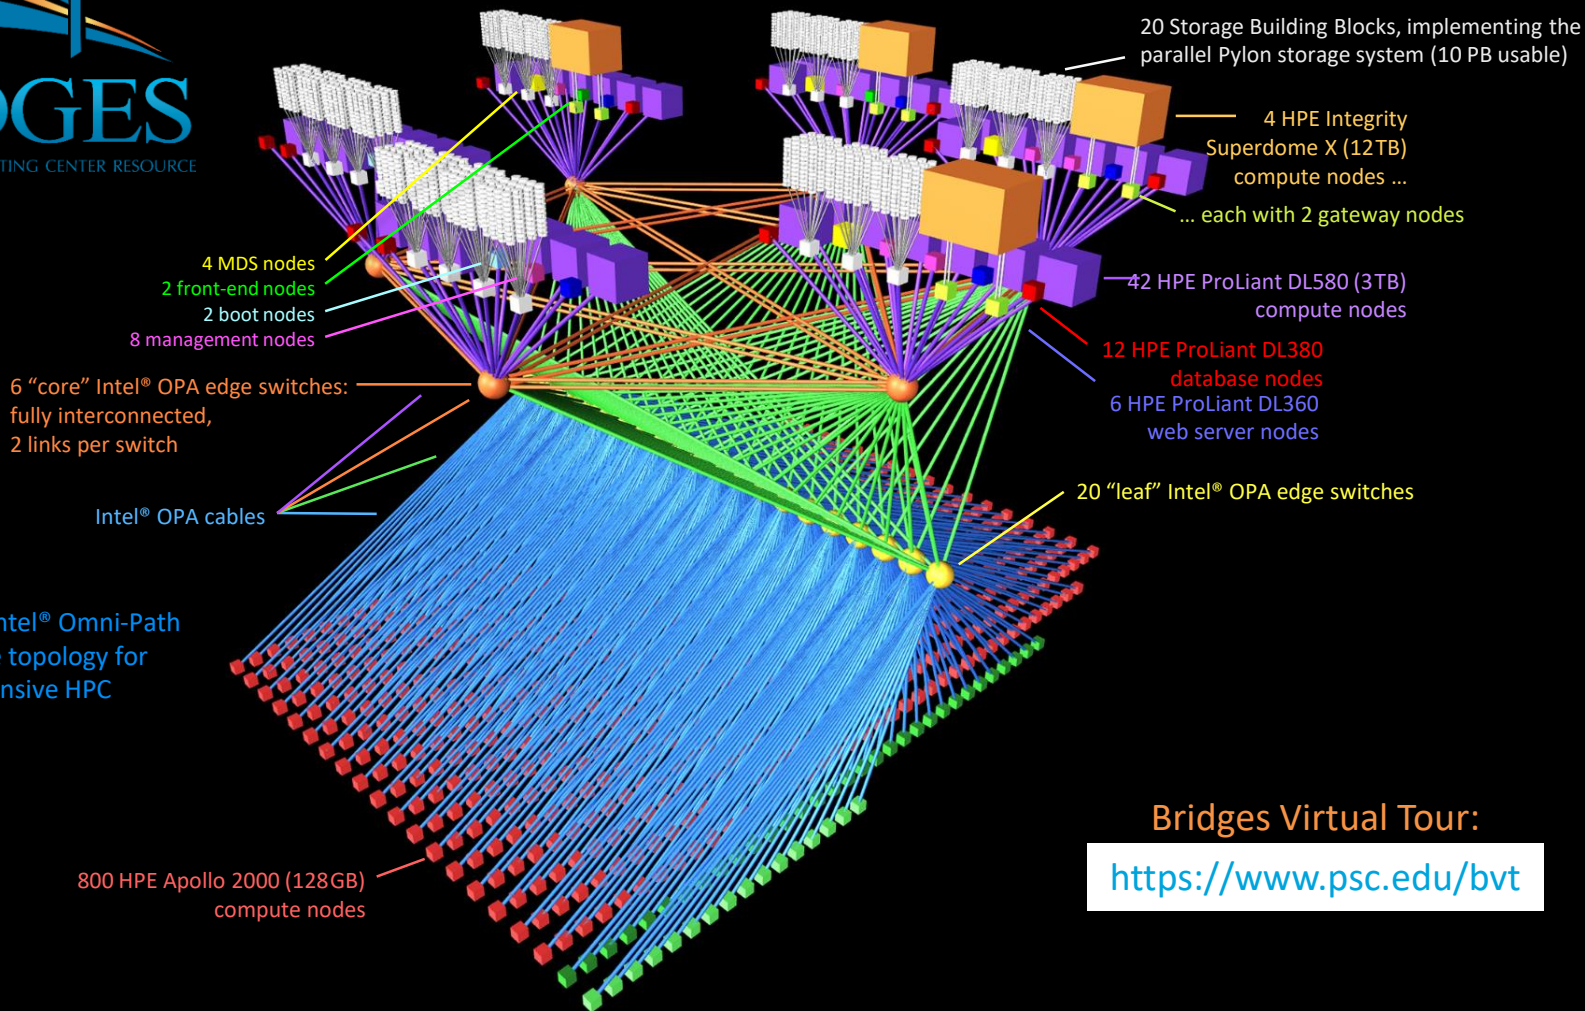 20 Storage Building Blocks, implementing the
parallel Pylon storage system (10 PB usable)
TING CENTER RESOURCE
4 HPE Integrity
Superdome X (12TB)
compute nodes ...
... each with 2 gateway nodes
4 MDS nodes
2 front-end nodes
2 boot nodes
8 management nodes
42 HPE ProLiant DL580 (3TB)
compute nodes
12 HPE ProLiant DL380
database nodes
6 HPE ProLiant DL360
web server nodes
6 “core” Intel® OPA edge switches:
fully interconnected,
2 links per switch
20 “leaf” Intel® OPA edge switches
Intel® OPA cables
ntel® Omni-Path
topology for
nsive HPC
800 HPE Apollo 2000 (128GB)
compute nodes
Bridges Virtual Tour:
https://www.psc.edu/bvt